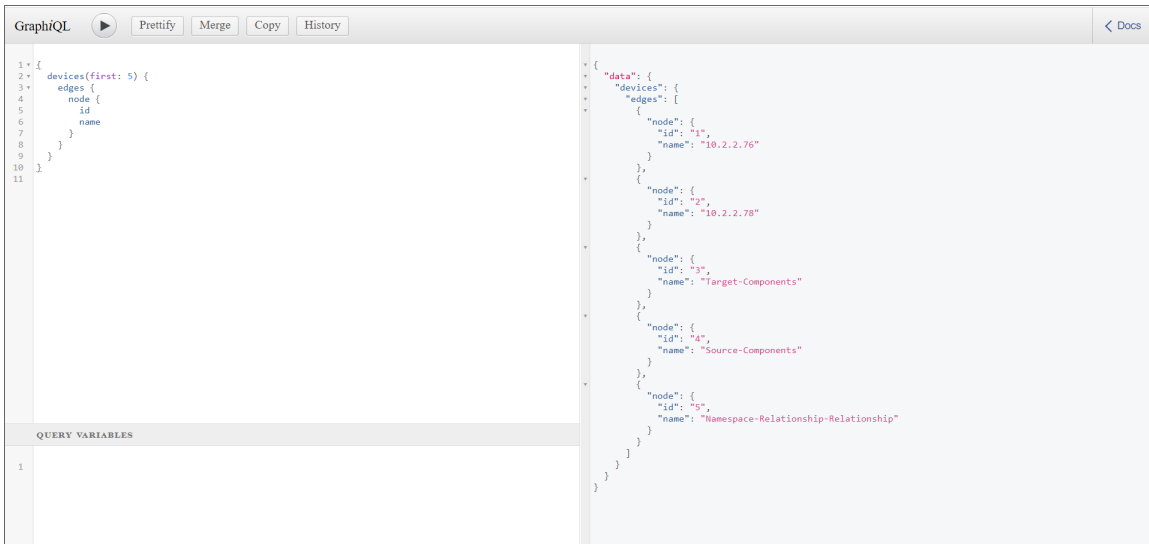 GraphiQL Prettify Merge Copy History Docs
1 {
2 devices(first: 5) {
3 edges {
4 node {
5 id
6 name
7 }
8 }
9 }
10 }
11
QUERY VARIABLES
1
{
"data": {
"devices": {
"edges": [
{
"node": {
"id": "1",
"name": "10.2.2.76"
}
},
{
"node": {
"id": "2",
"name": "10.2.2.78"
}
},
{
"node": {
"id": "3",
"name": "Target-Components"
}
},
{
"node": {
"id": "4",
"name": "Source-Components"
}
},
{
"node": {
"id": "5",
"name": "Namespace-Relationship-Relationship"
}
}
]
}
}
}